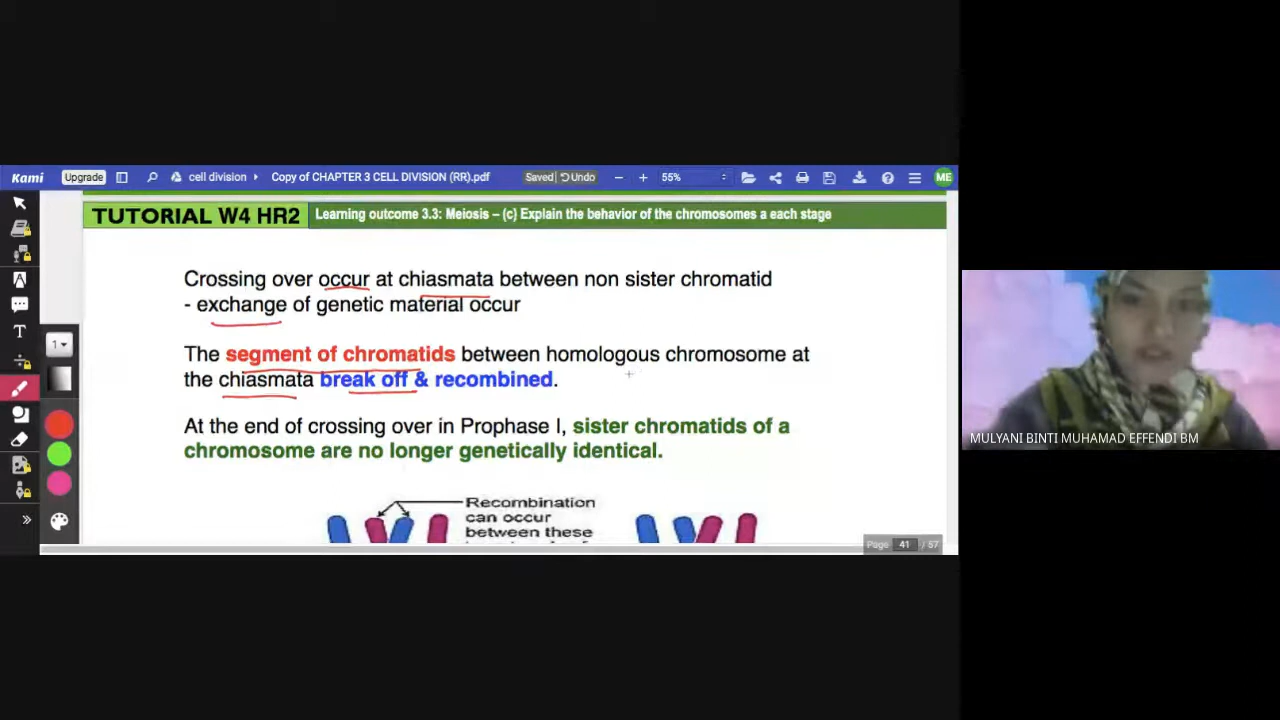 Kami Upgrade cell division Copy of CHAPTER 3 CELL DIVISION (RR).pdf Saved Undo 55% ME
TUTORIAL W4 HR2 Learning outcome 3.3: Meiosis – (c) Explain the behavior of the chromosomes a each stage
Crossing over occur at chiasmata between non sister chromatid
- exchange of genetic material occur
The segment of chromatids between homologous chromosome at
the chiasmata break off & recombined.
At the end of crossing over in Prophase I, sister chromatids of a
chromosome are no longer genetically identical.
Recombination
can occur
between these
1
Page 41 / 57
MULYANI BINTI MUHAMAD EFFENDI BM